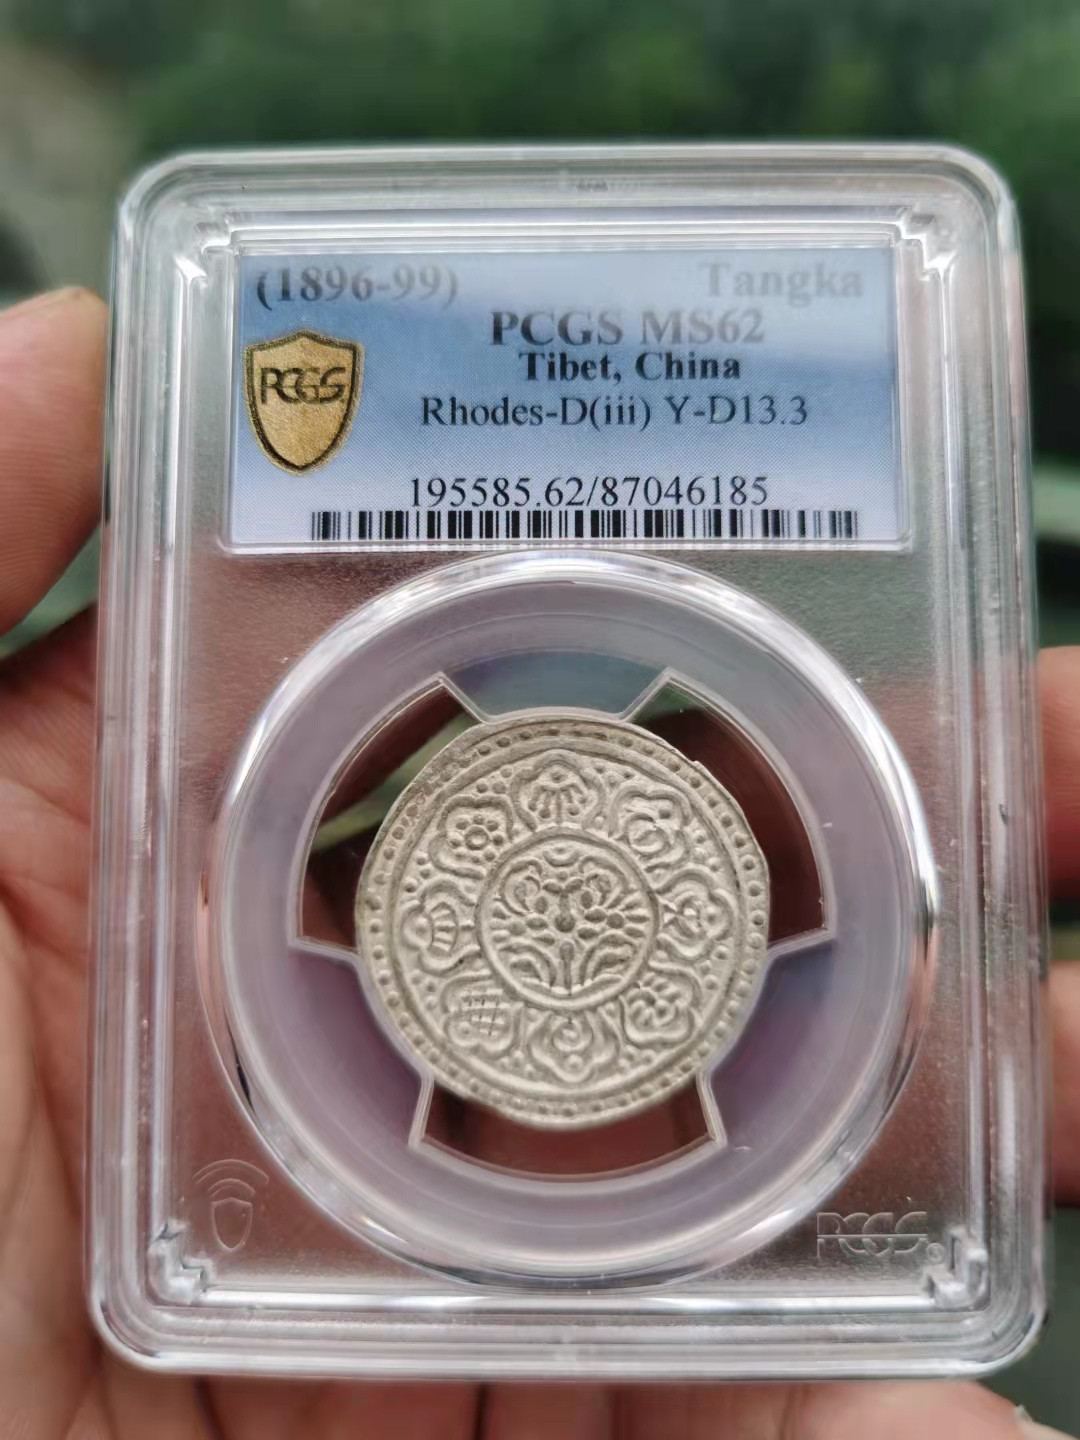 (1896-99) Tangka
PCGS MS62
Tibet, China
PCGS
Rhodes-D(iii) Y-D13.3
195585.62/87046185
PCGS